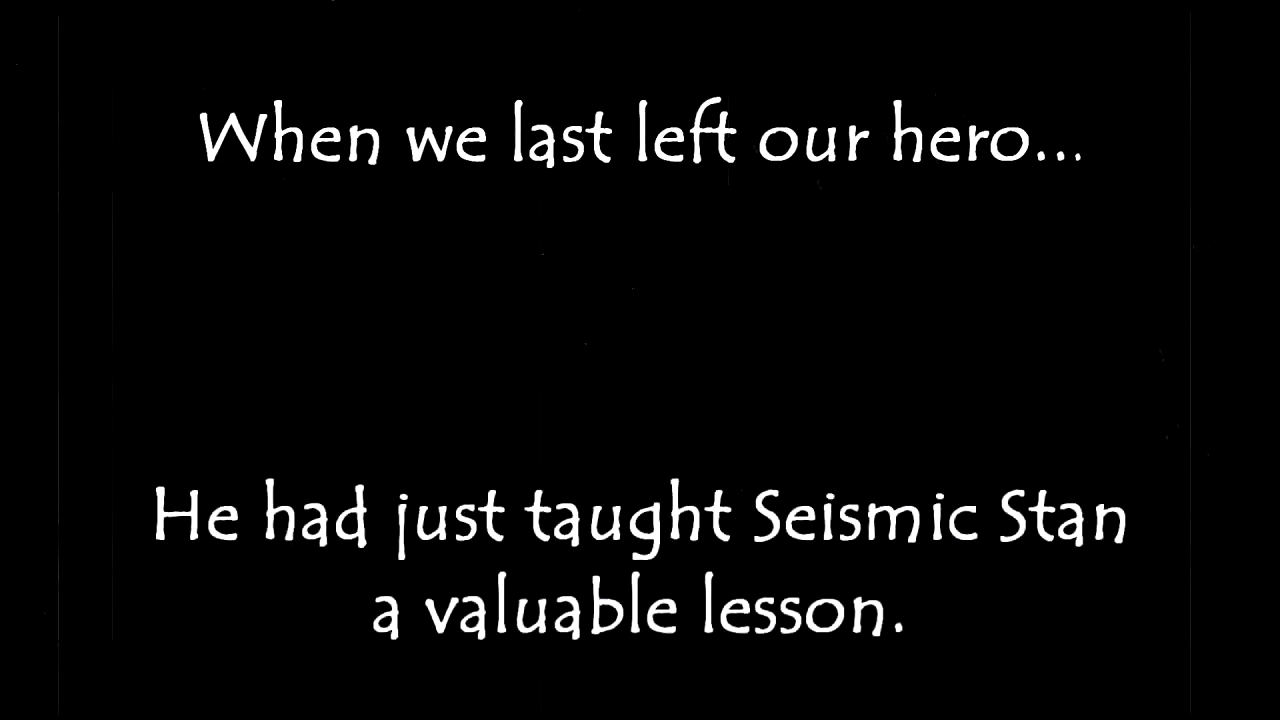 When we last left our hero...
He had just taught Seismic Stan
a valuable lesson.